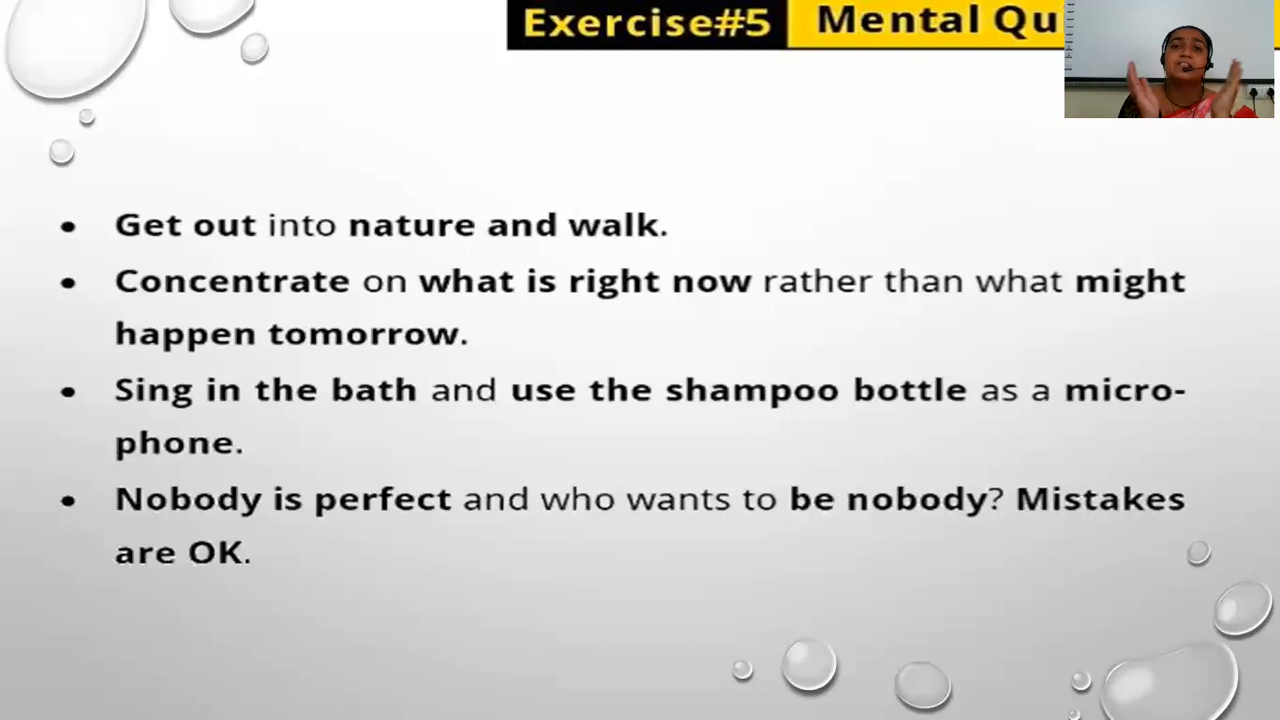 Exercise#5 Mental Qu
• Get out into nature and walk.
• Concentrate on what is right now rather than what might
happen tomorrow.
• Sing in the bath and use the shampoo bottle as a micro-
phone.
• Nobody is perfect and who wants to be nobody? Mistakes
are OK.